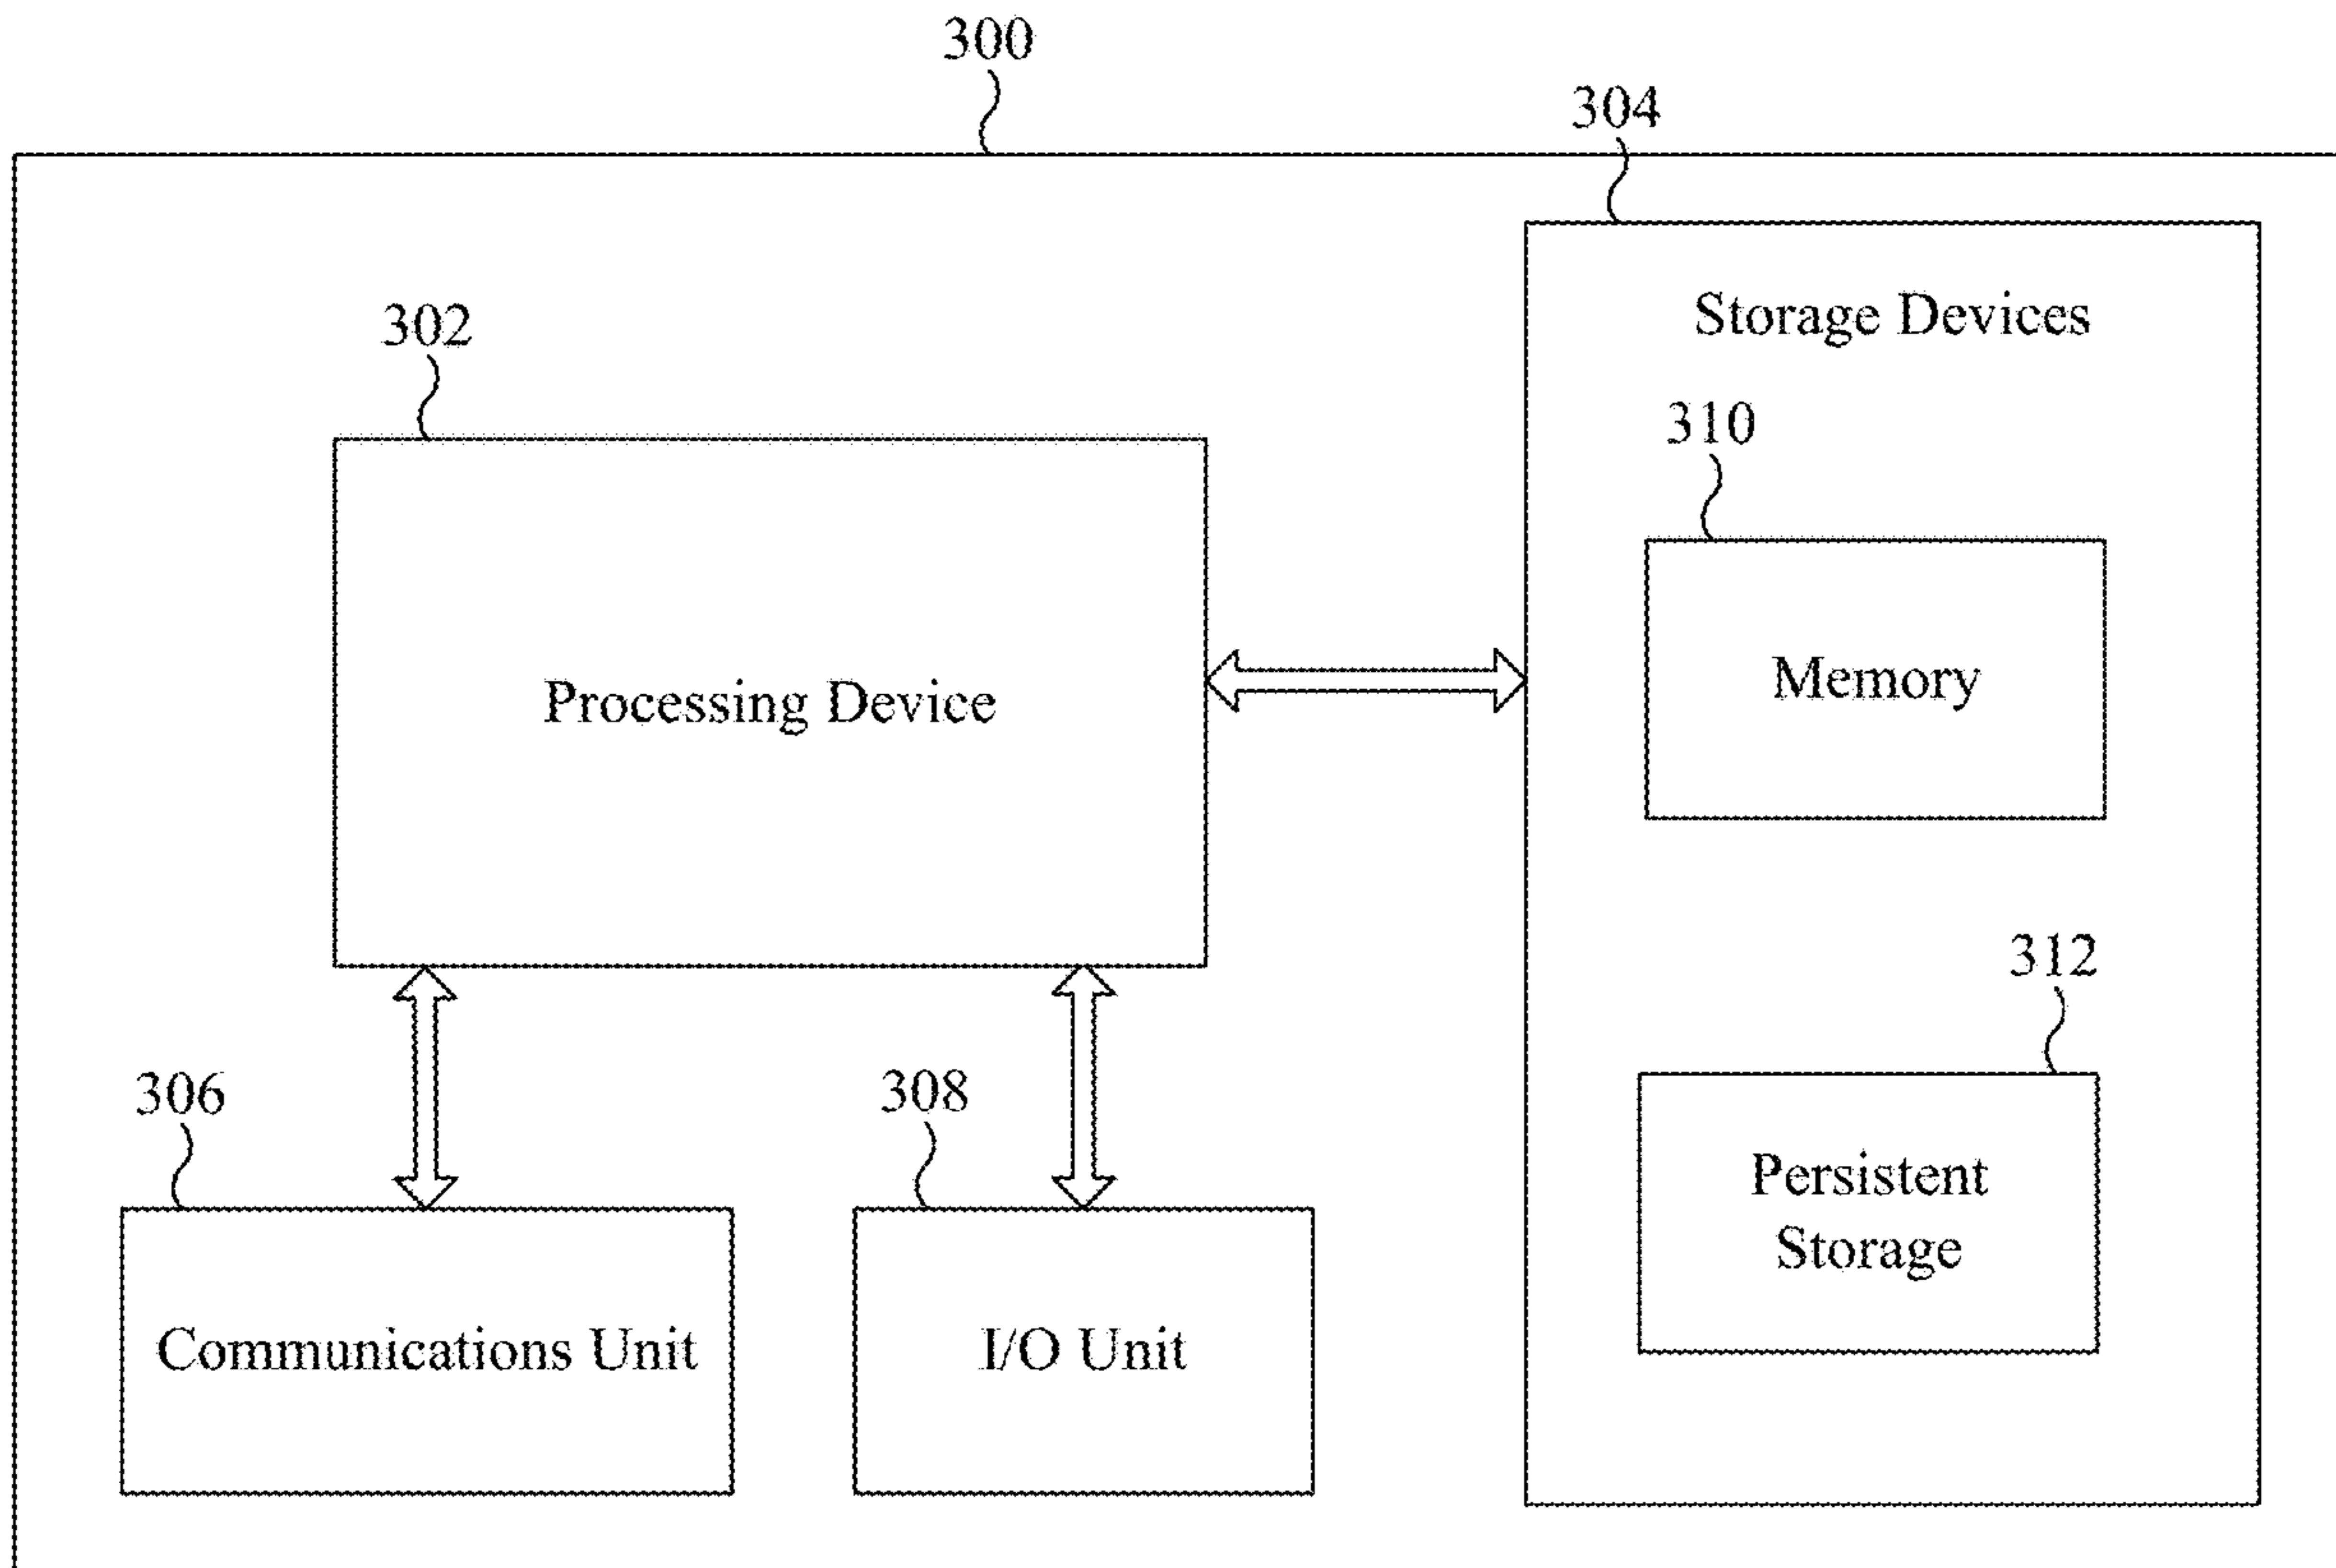 300
304
Storage Devices
302
310
Processing Device
Memory
312
306
308
Persistent
Storage
Communications Unit
I/O Unit